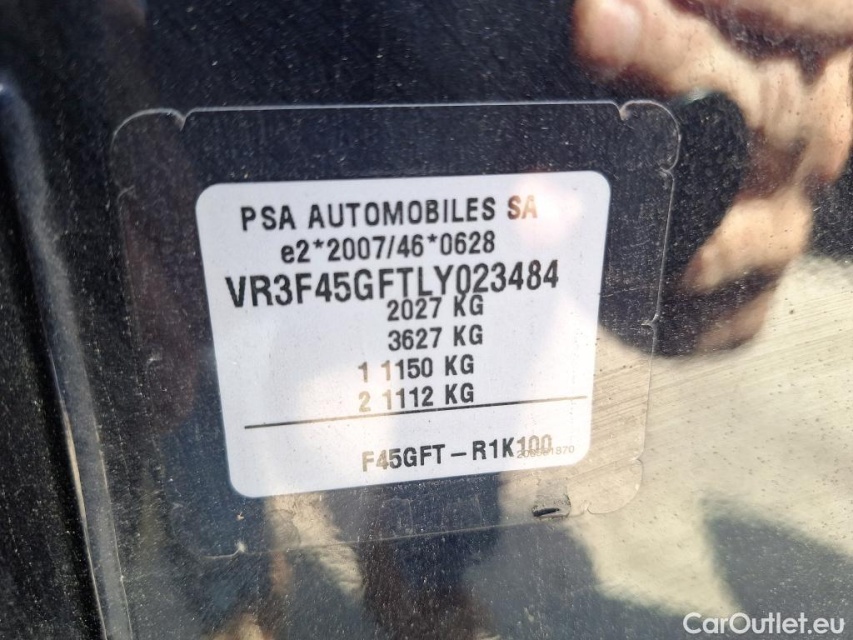 PSA AUTOMOBILES SA
e2*2007/46*0628
VR3F45GFTLY023484
2027 KG
3627 KG
1 1150 KG
2 1112 KG
F45GFT-R1K100
CarOutlet.eu